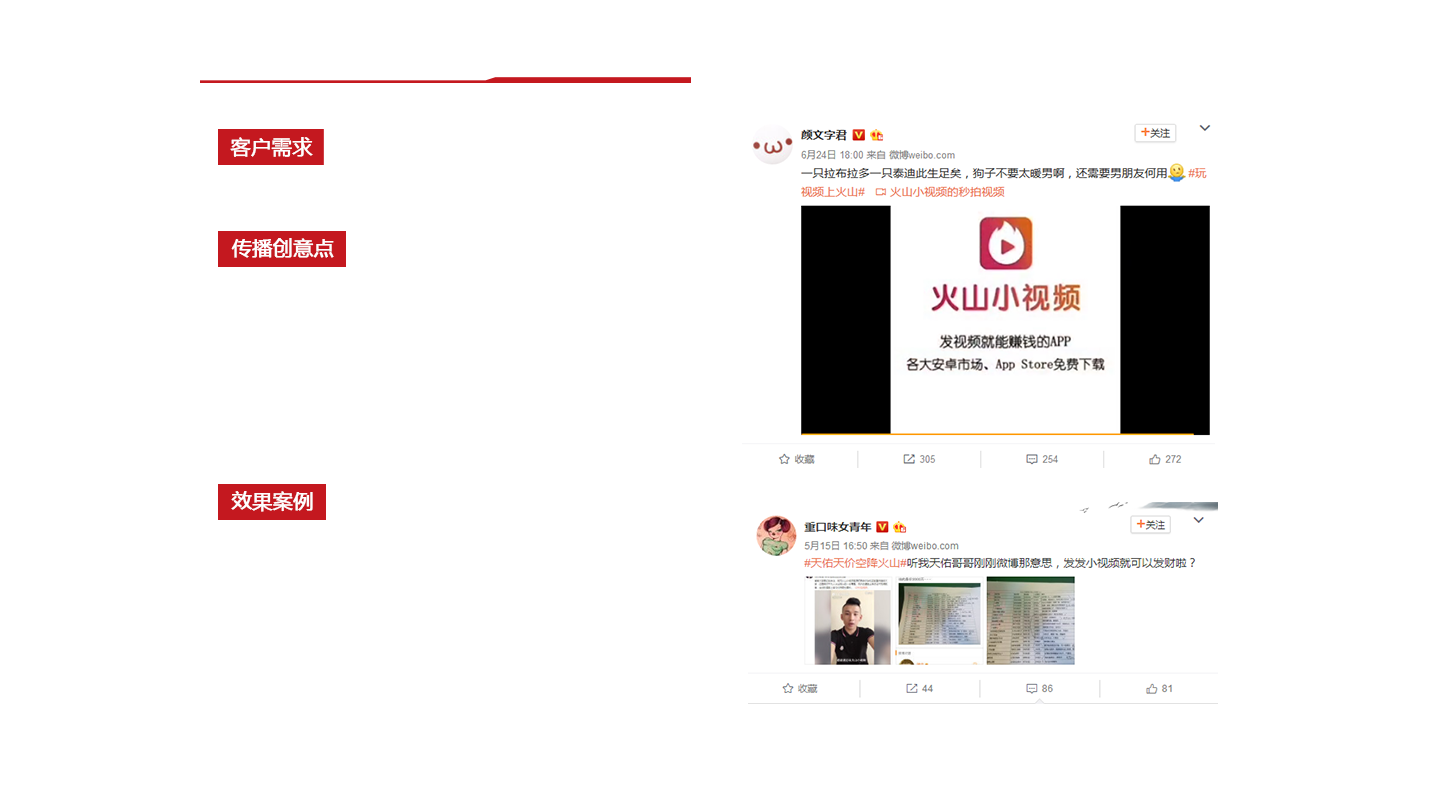 客户需求
传播创意点
效果案例
颜文字君
+关注
6月24日 18:00 来自 微博weibo.com
一只拉布拉多一只泰迪此生足矣，狗子不要太暖男啊，还需要男朋友何用 #玩
视频上火山# 火山小视频的秒拍视频
火山小视频
发视频就能赚钱的APP
各大安卓市场、App Store免费下载
收藏 305 254 272
重口味女青年
+关注
5月15日 16:50 来自 微博weibo.com
#天佑天价空降火山#听我天佑哥哥刚刚微博那意思，发发小视频就可以发财啦？
收藏 44 86 81